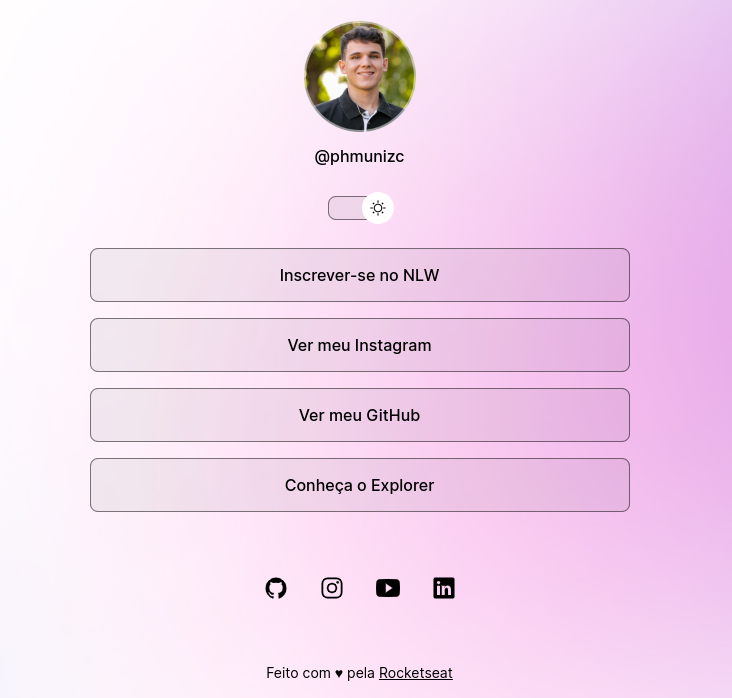 @phmunizc
Inscrever-se no NLW
Ver meu Instagram
Ver meu GitHub
Conheça o Explorer
Feito com ♥ pela Rocketseat